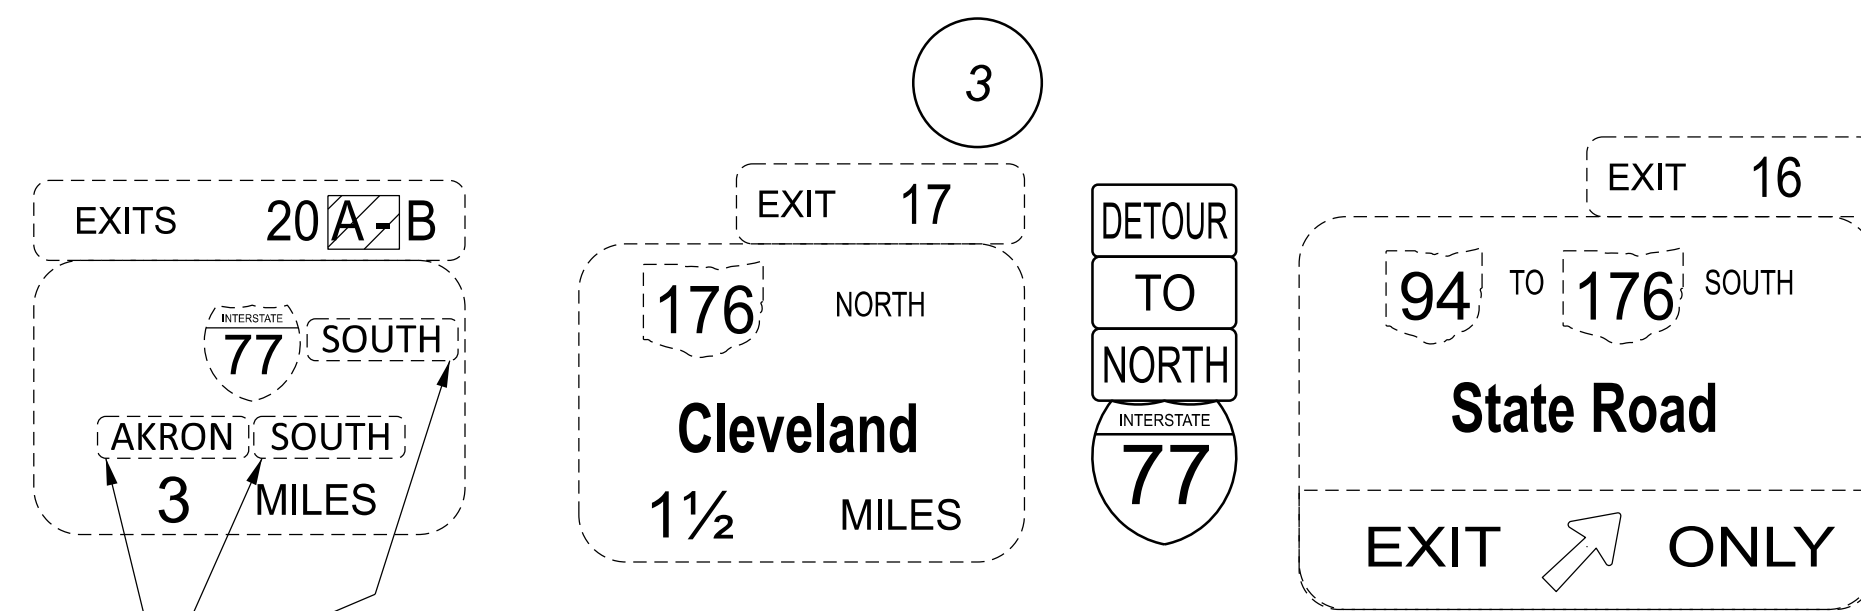 3
EXITS 20 A - B
INTERSTATE
77 SOUTH
AKRON SOUTH
3 MILES
EXIT 17
176 NORTH
Cleveland
1½ MILES
DETOUR
TO
NORTH
INTERSTATE
77
EXIT 16
94 TO 176 SOUTH
State Road
EXIT ONLY